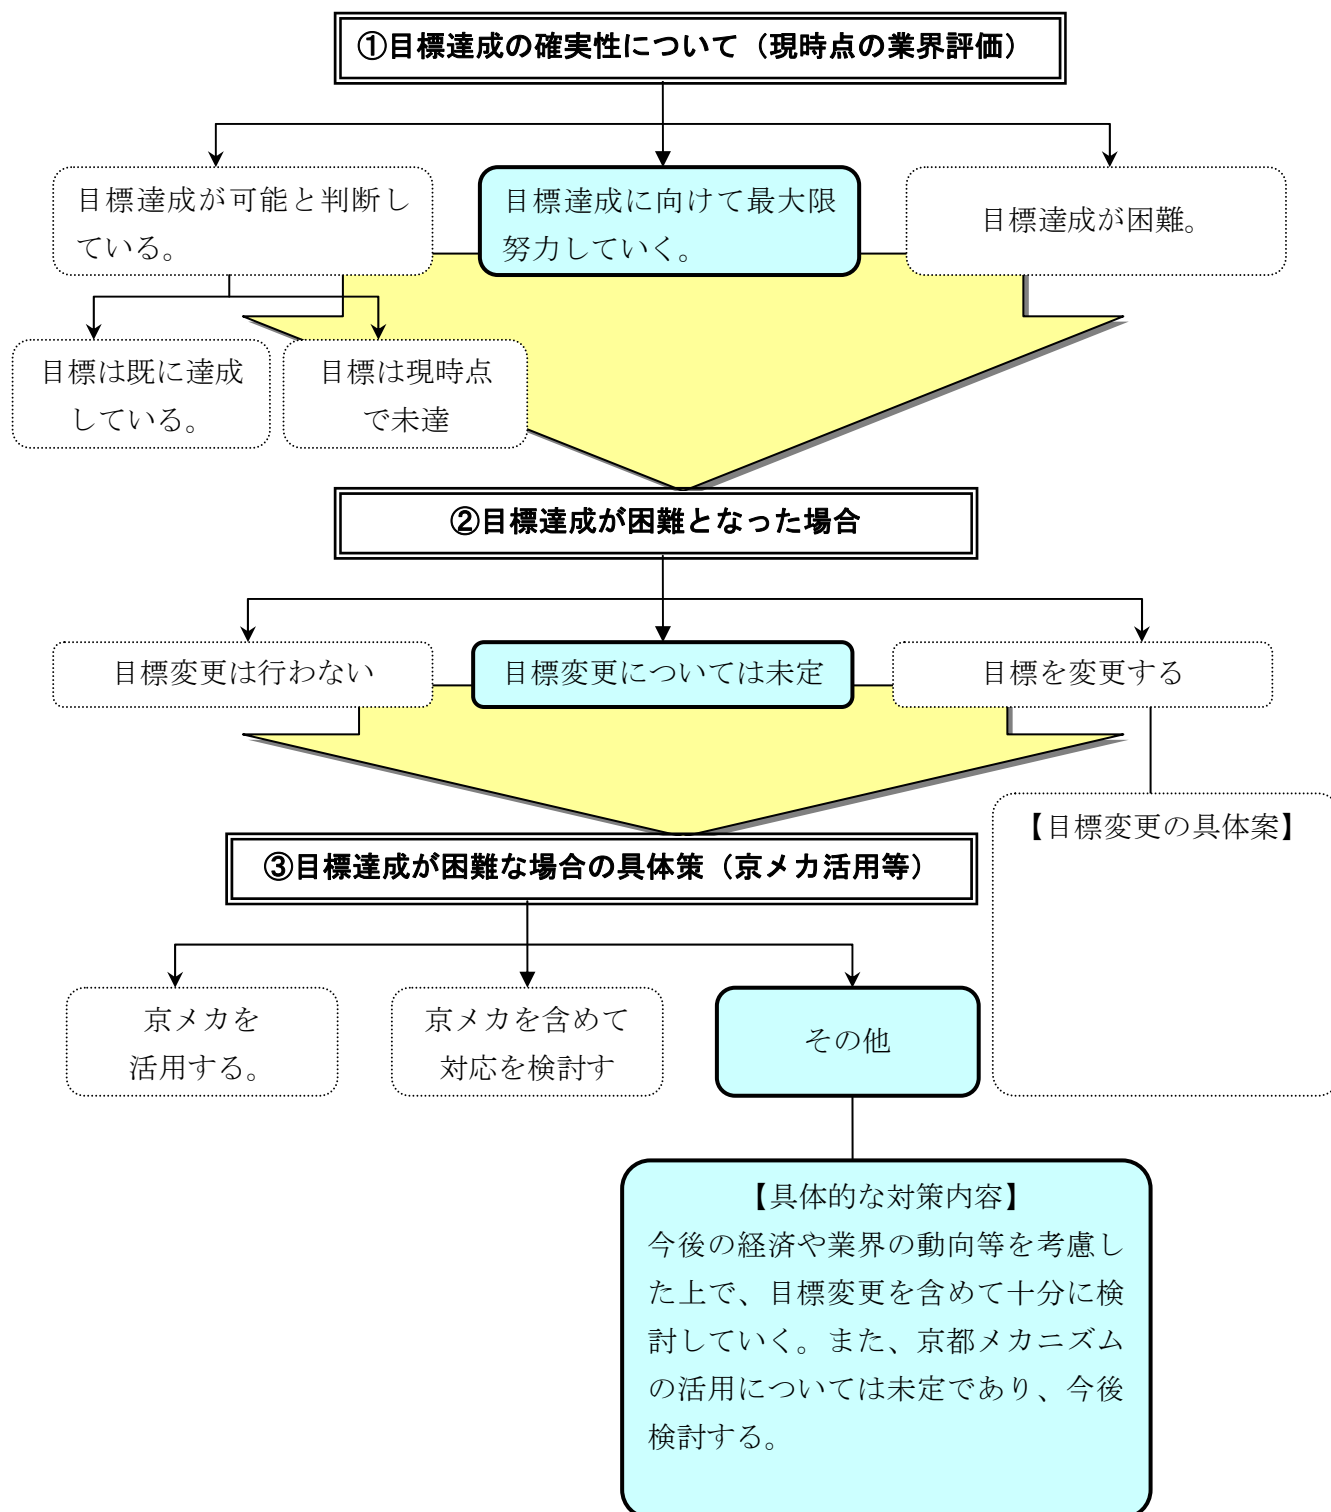 ①目標達成の確実性について（現時点の業界評価）
目標達成が可能と判断し
ている。
目標達成に向けて最大限
努力していく。
目標達成が困難。
目標は既に達成
している。
目標は現時点
で未達
②目標達成が困難となった場合
目標変更は行わない
目標変更については未定
目標を変更する
【目標変更の具体案】
③目標達成が困難な場合の具体策（京メカ活用等）
京メカを
活用する。
京メカを含めて
対応を検討す
その他
【具体的な対策内容】
今後の経済や業界の動向等を考慮し
た上で、目標変更を含めて十分に検
討していく。また、京都メカニズム
の活用については未定であり、今後
検討する。